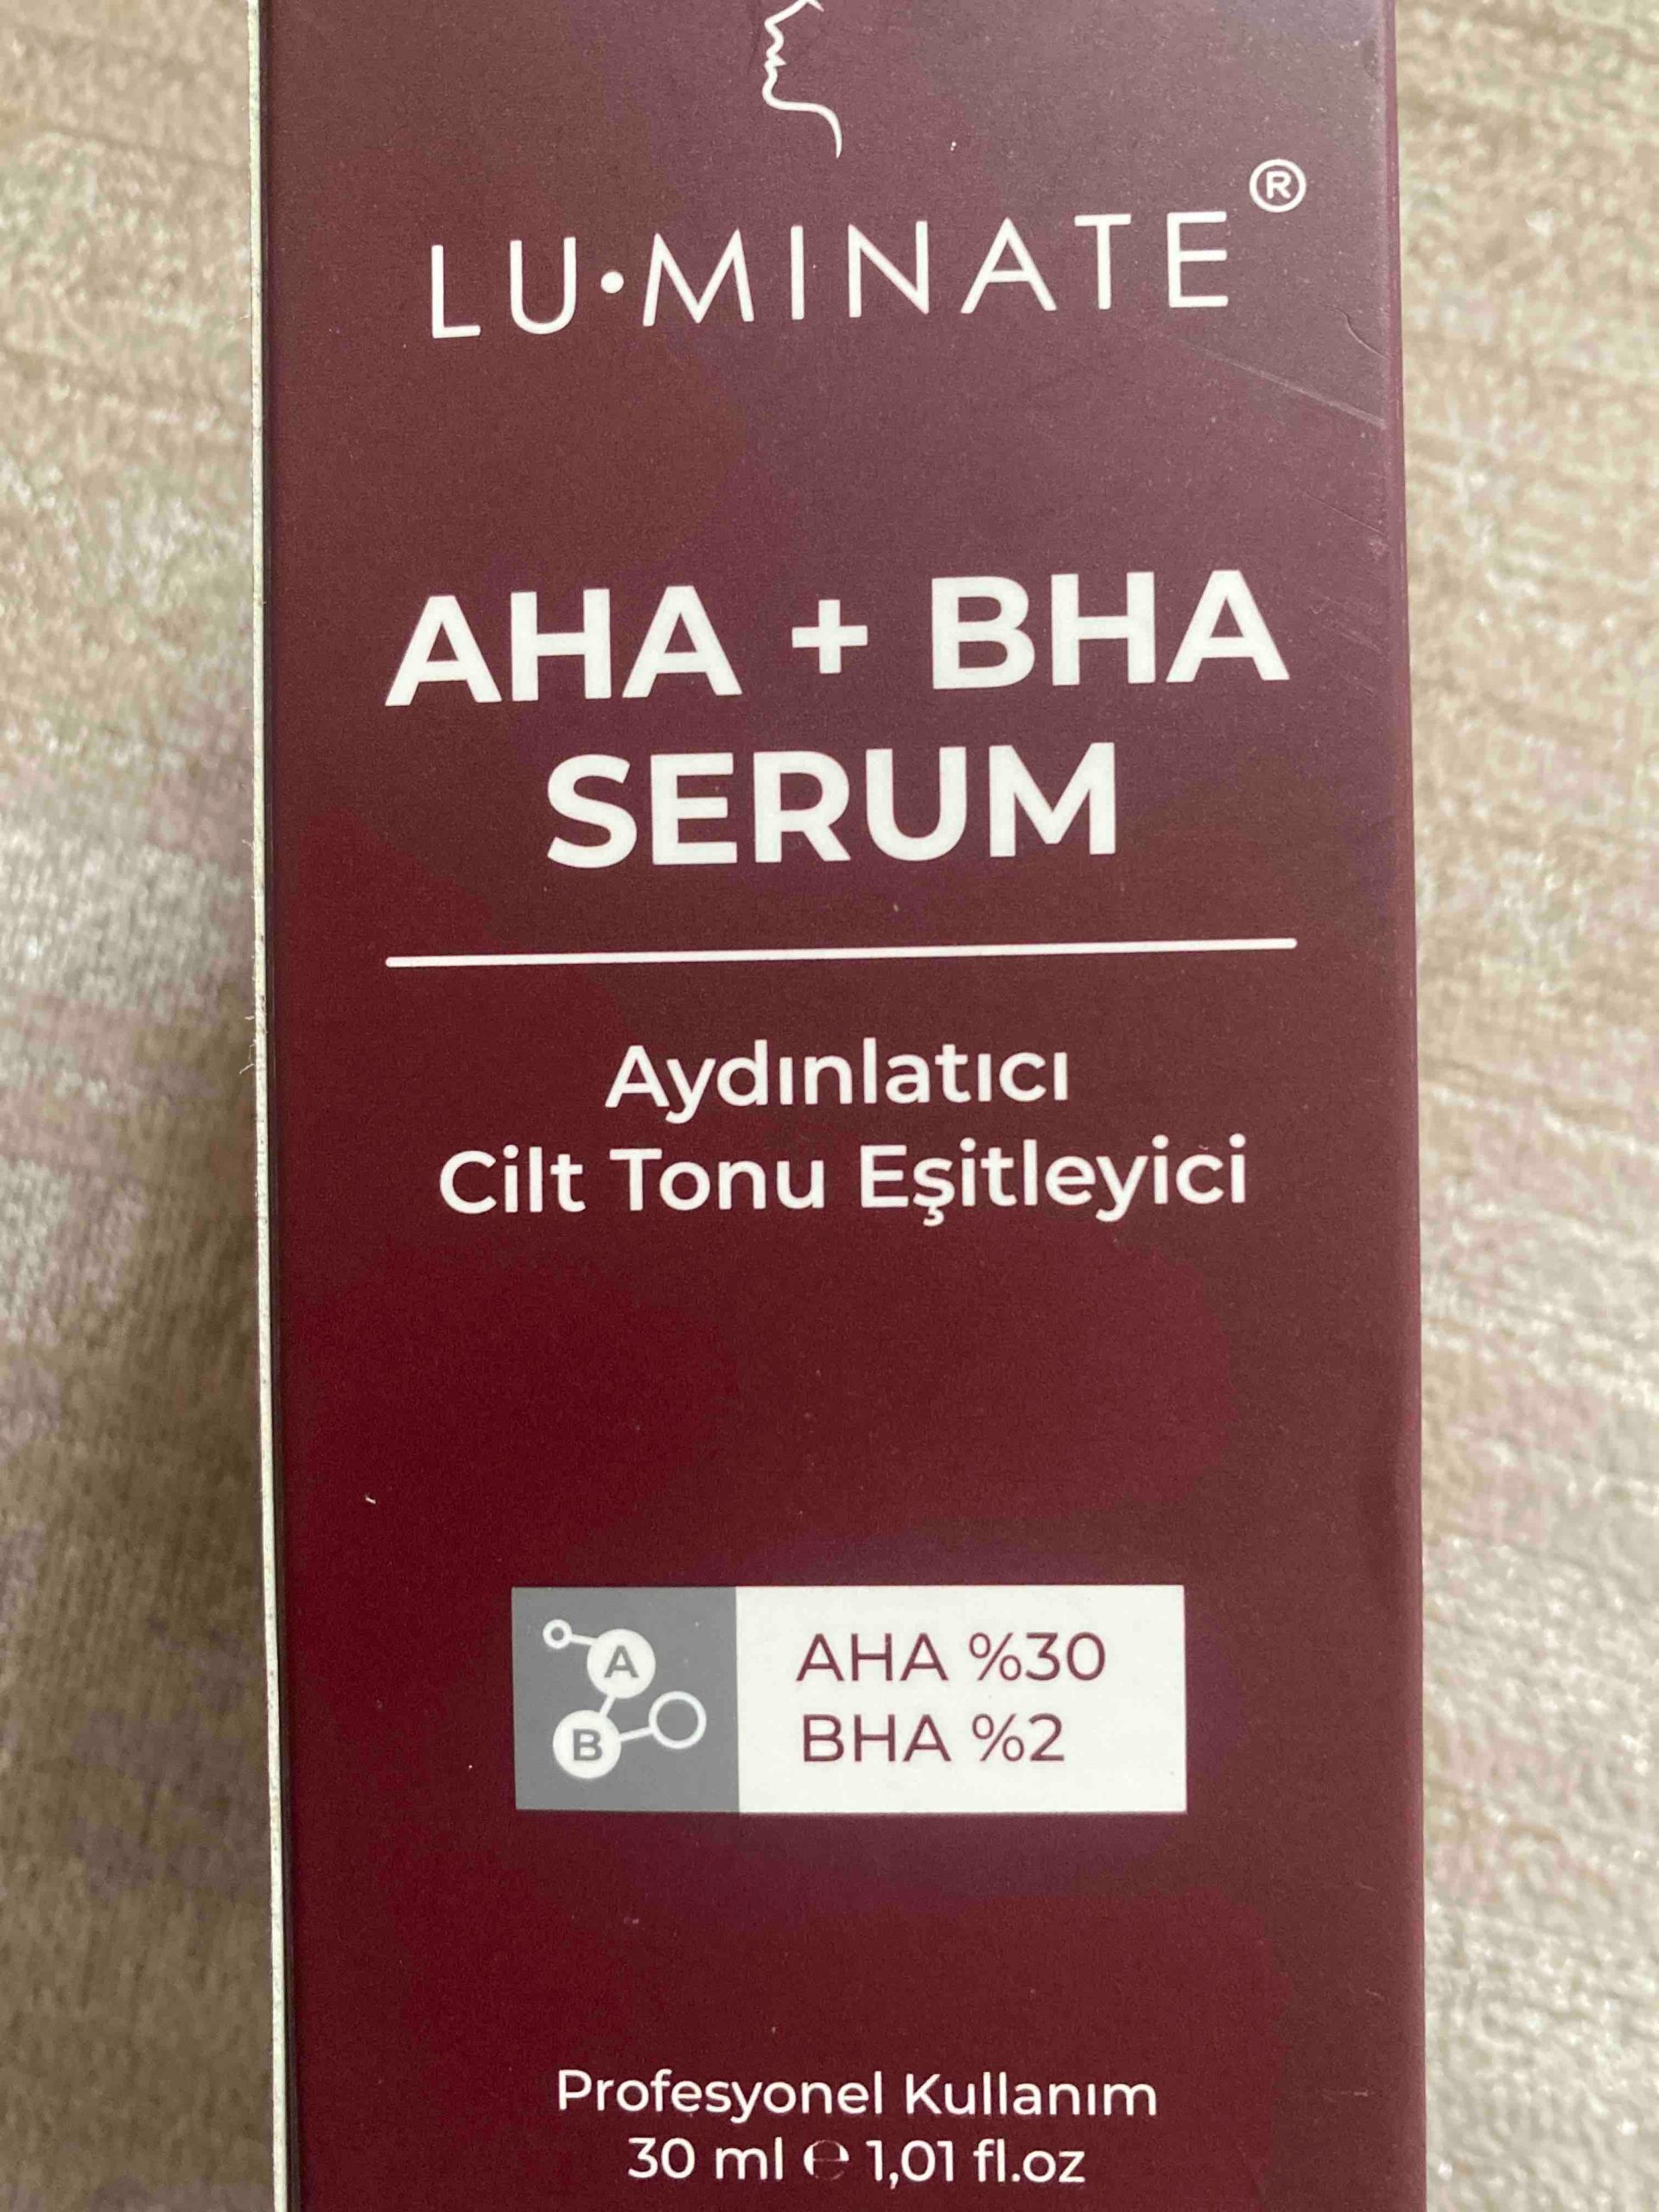 LU·MINATE®
AHA + BHA
SERUM
Aydınlatıcı
Cilt Tonu Eşitleyici
A
B
AHA %30
BHA %2
Profesyonel Kullanım
30 ml ℮ 1,01 fl.oz